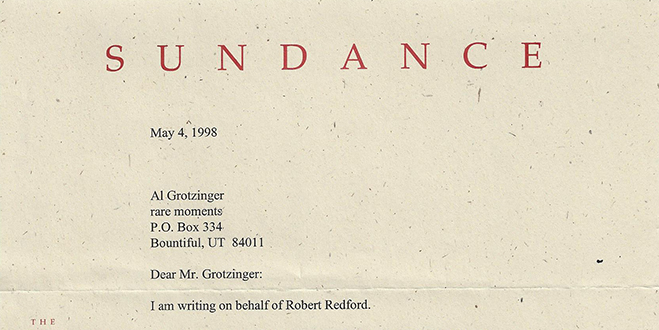 SUNDANCE
May 4, 1998
Al Grotzinger
rare moments
P.O. Box 334
Bountiful, UT  84011
Dear Mr. Grotzinger:
I am writing on behalf of Robert Redford.
THE